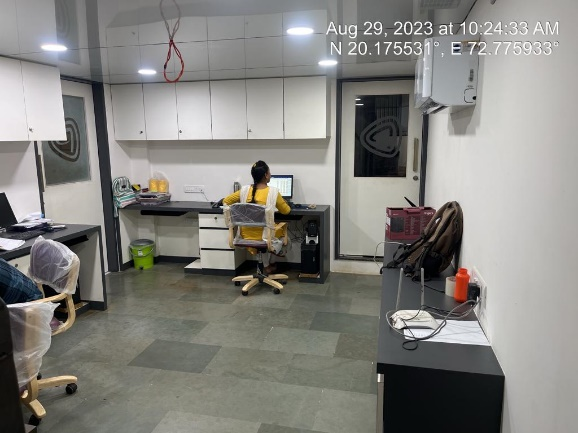 Aug 29, 2023 at 10:24:33 AM
N 20.175531°, E 72.775933°